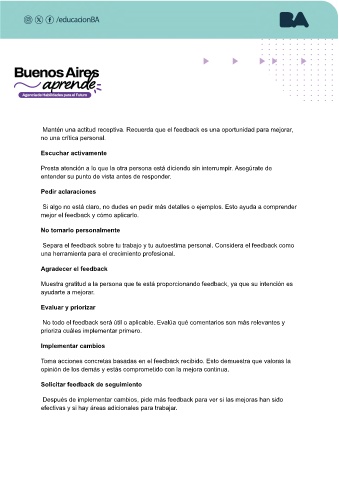 /educacionBA
BA
Buenos Aires
aprende
Agencia de Habilidades para el Futuro
Mantén una actitud receptiva. Recuerda que el feedback es una oportunidad para mejorar,
no una crítica personal.
Escuchar activamente
Presta atención a lo que la otra persona está diciendo sin interrumpir. Asegúrate de
entender su punto de vista antes de responder.
Pedir aclaraciones
Si algo no está claro, no dudes en pedir más detalles o ejemplos. Esto ayuda a comprender
mejor el feedback y cómo aplicarlo.
No tomarlo personalmente
Separa el feedback sobre tu trabajo y tu autoestima personal. Considera el feedback como
una herramienta para el crecimiento profesional.
Agradecer el feedback
Muestra gratitud a la persona que te está proporcionando feedback, ya que su intención es
ayudarte a mejorar.
Evaluar y priorizar
No todo el feedback será útil o aplicable. Evalúa qué comentarios son más relevantes y
prioriza cuáles implementar primero.
Implementar cambios
Toma acciones concretas basadas en el feedback recibido. Esto demuestra que valoras la
opinión de los demás y estás comprometido con la mejora continua.
Solicitar feedback de seguimiento
Después de implementar cambios, pide más feedback para ver si las mejoras han sido
efectivas y si hay áreas adicionales para trabajar.